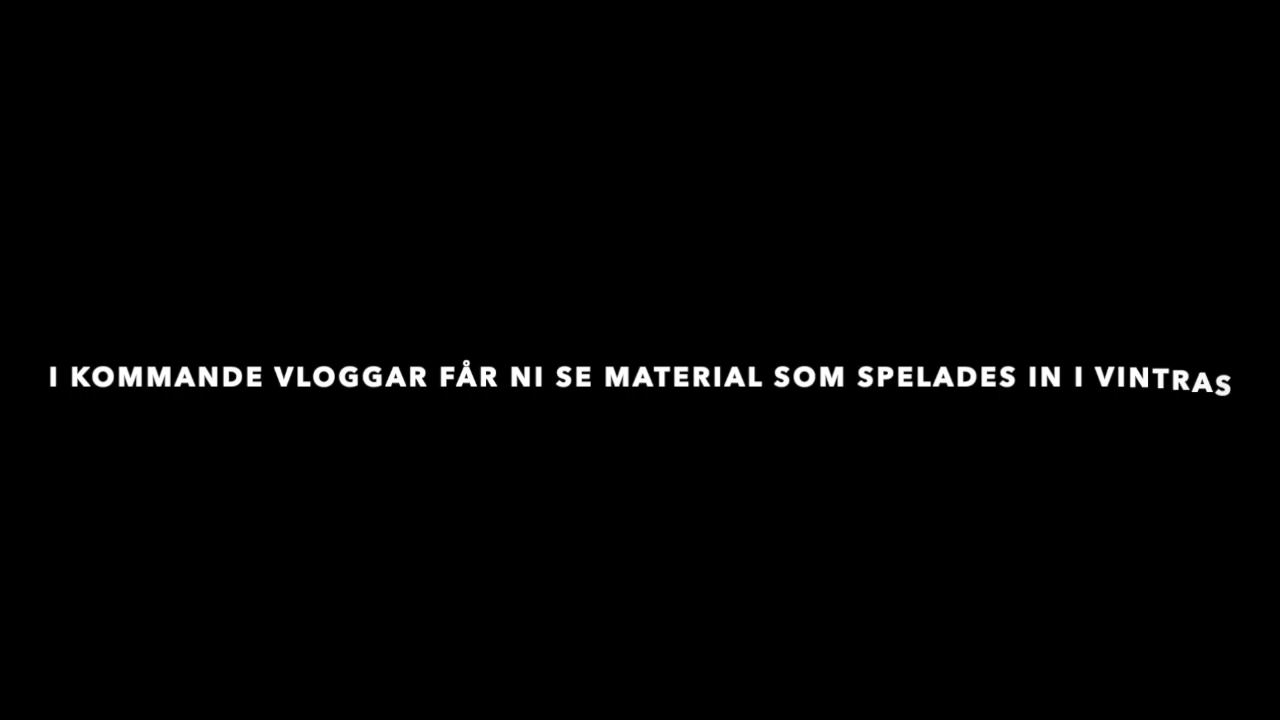 I KOMMANDE VLOGGAR FÅR NI SE MATERIAL SOM SPELADES IN I VINTRAS